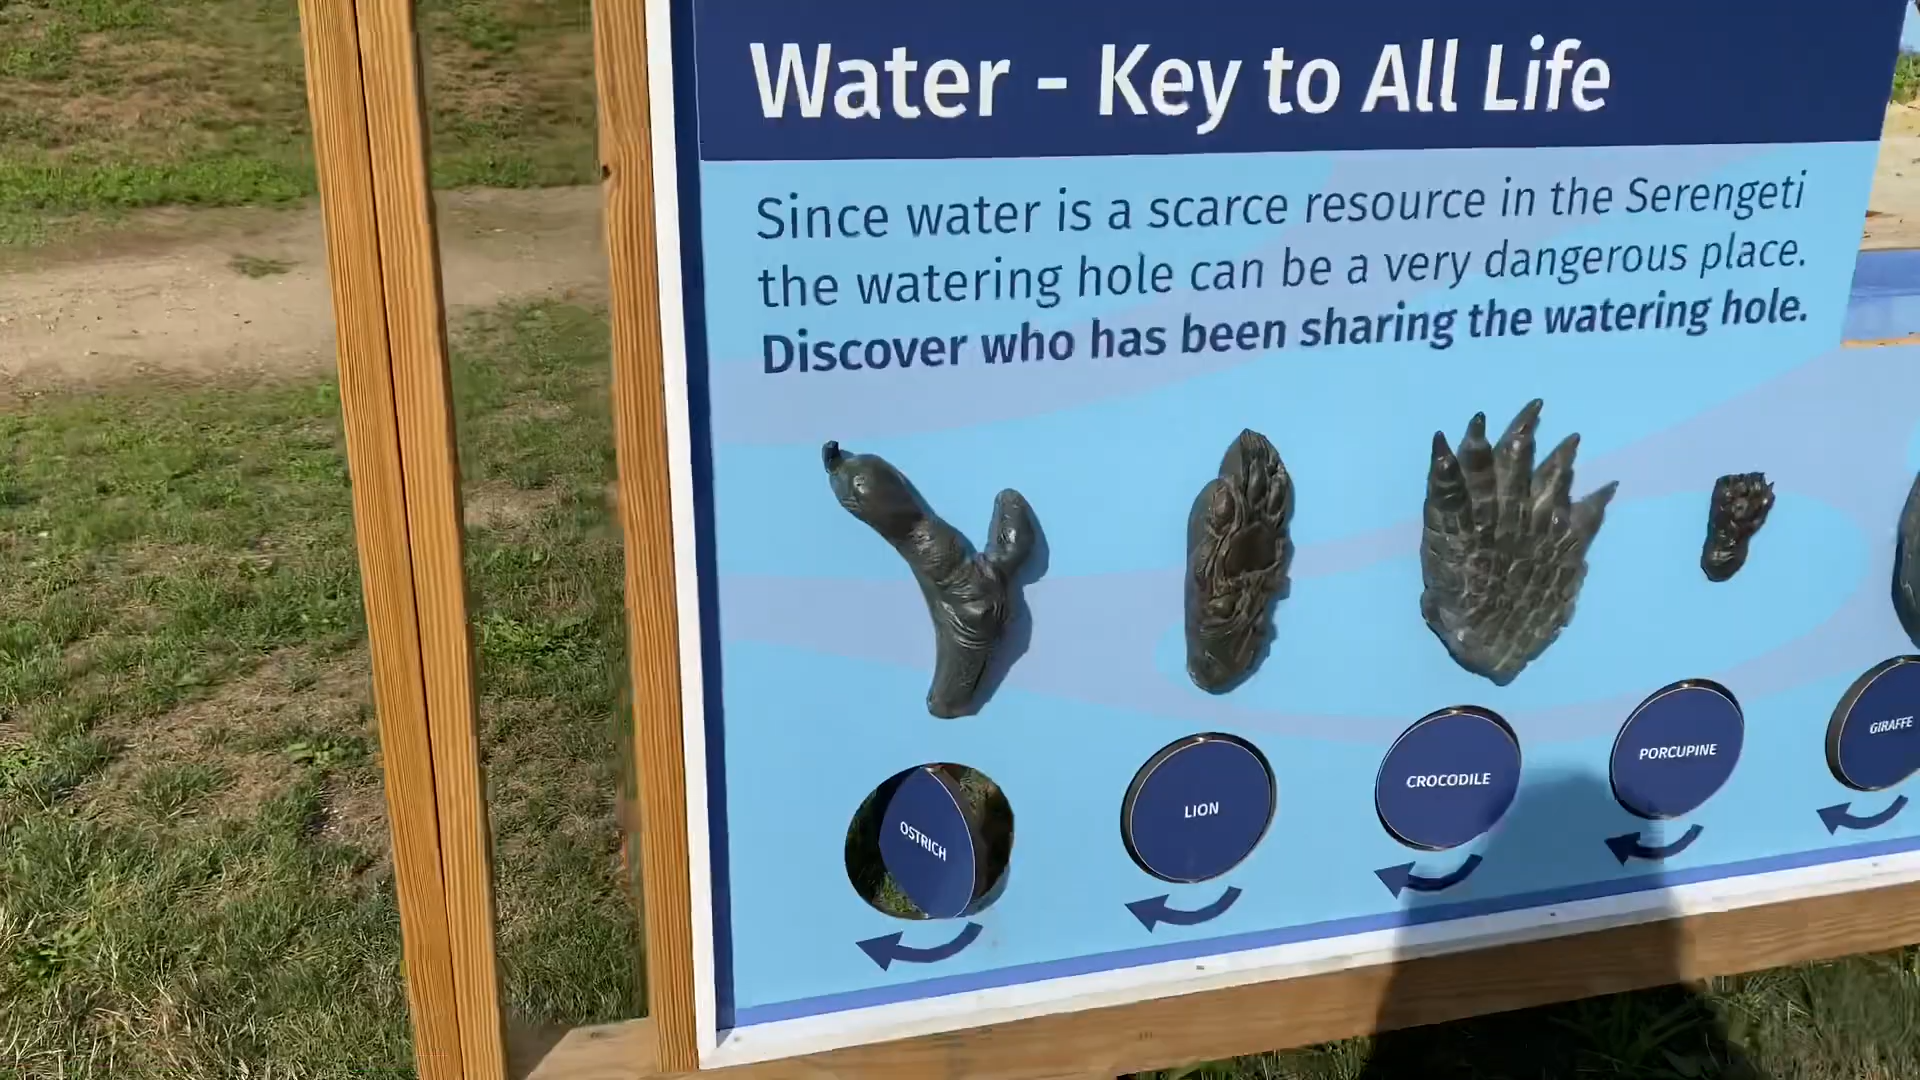 Water - Key to All Life
Since water is a scarce resource in the Serengeti
the watering hole can be a very dangerous place.
Discover who has been sharing the watering hole.
OSTRICH
LION
CROCODILE
PORCUPINE
GIRAFFE